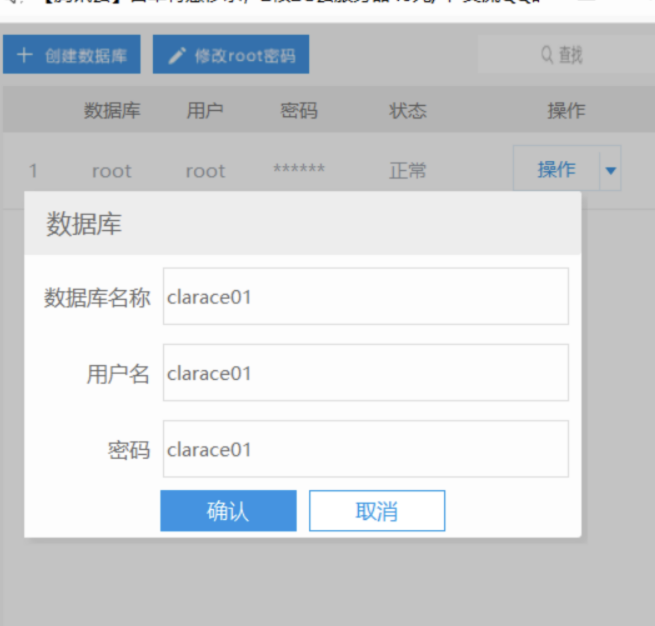 创建数据库 修改root密码 查找
数据库 用户 密码 状态 操作
1 root root ****** 正常 操作
数据库
数据库名称 clarace01
用户名 clarace01
密码 clarace01
确认 取消